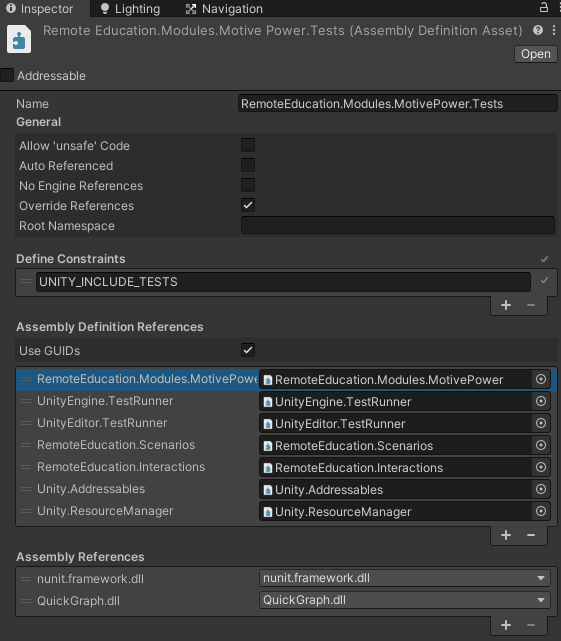 Inspector Lighting Navigation
Remote Education.Modules.Motive Power.Tests (Assembly Definition Asset)
Open
Addressable
Name RemoteEducation.Modules.MotivePower.Tests
General
Allow 'unsafe' Code
Auto Referenced
No Engine References
Override References
Root Namespace
Define Constraints
UNITY_INCLUDE_TESTS
Assembly Definition References
Use GUIDs
RemoteEducation.Modules.MotivePowe RemoteEducation.Modules.MotivePower
UnityEngine.TestRunner UnityEngine.TestRunner
UnityEditor.TestRunner UnityEditor.TestRunner
RemoteEducation.Scenarios RemoteEducation.Scenarios
RemoteEducation.Interactions RemoteEducation.Interactions
Unity.Addressables Unity.Addressables
Unity.ResourceManager Unity.ResourceManager
Assembly References
nunit.framework.dll nunit.framework.dll
QuickGraph.dll QuickGraph.dll